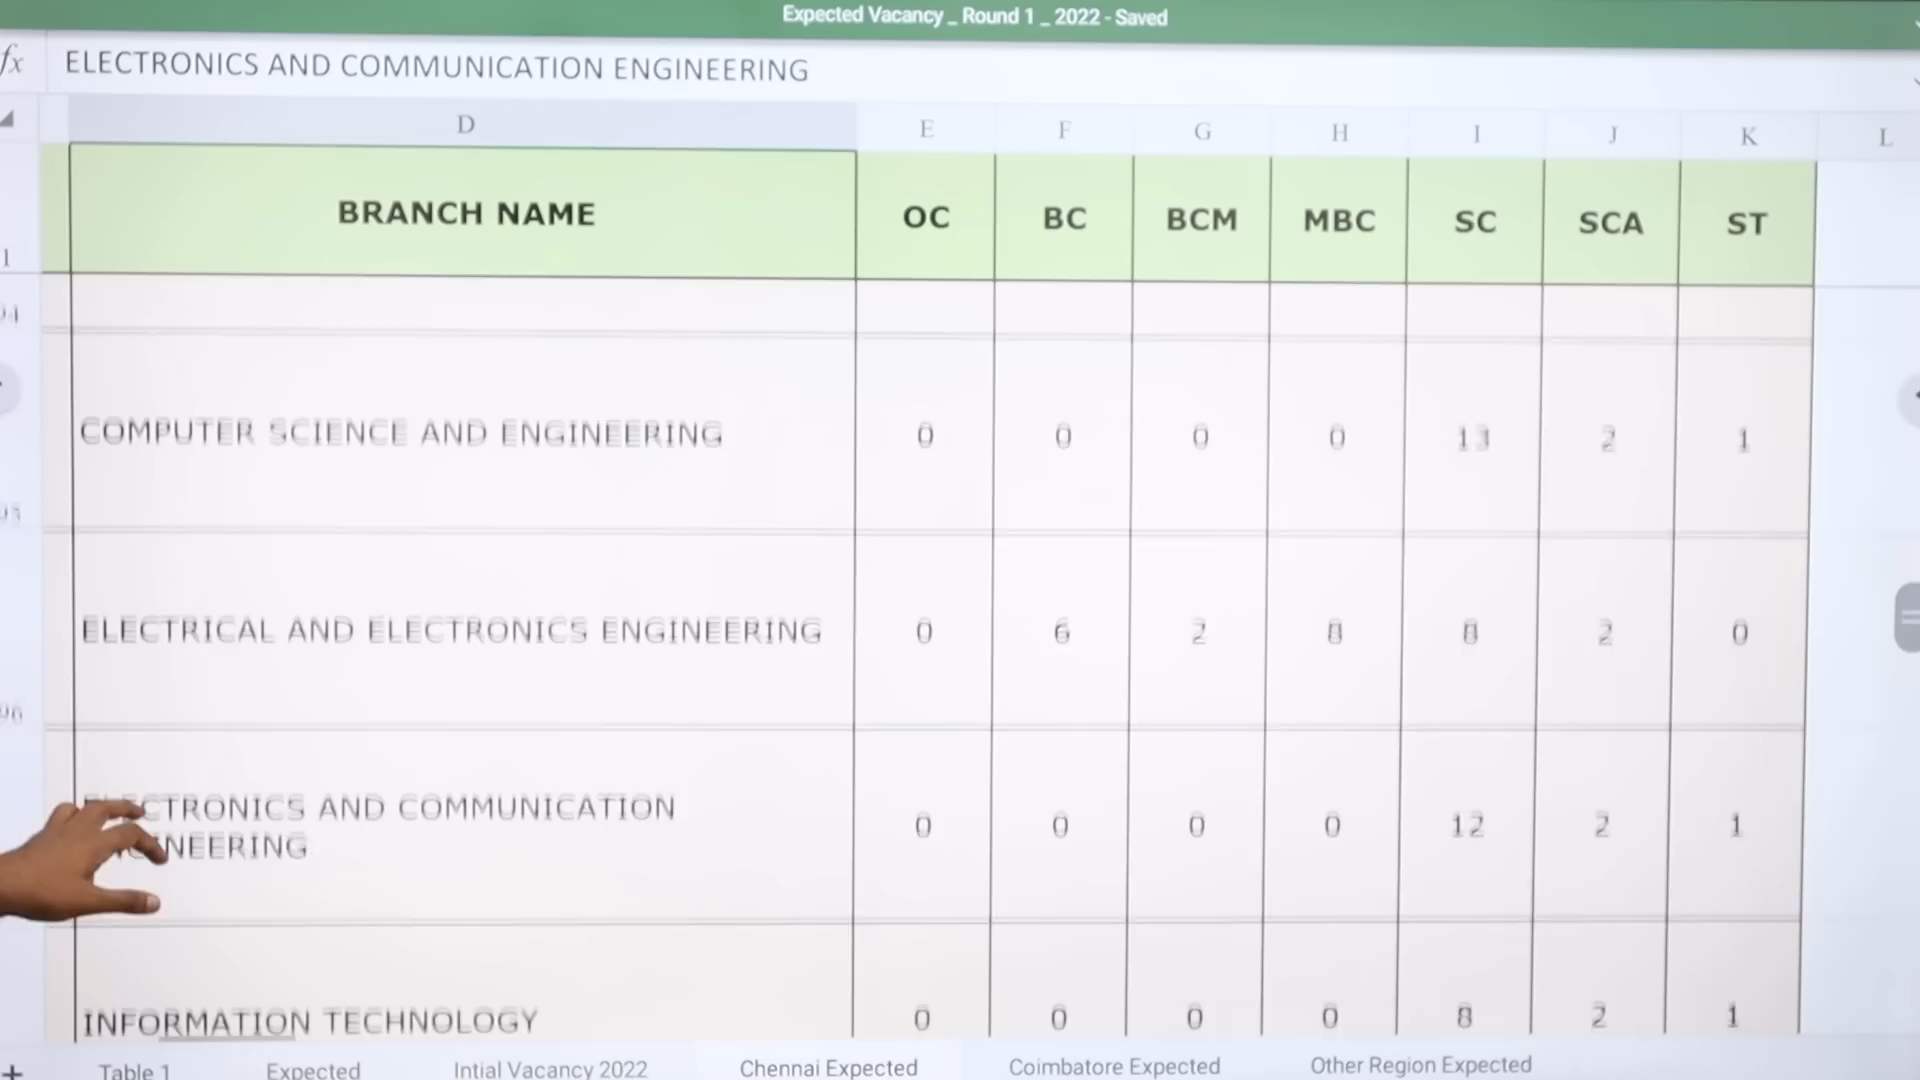 Expected Vacancy _ Round 1 _ 2022 - Saved
fx ELECTRONICS AND COMMUNICATION ENGINEERING
D E F G H I J K L
1 BRANCH NAME OC BC BCM MBC SC SCA ST
COMPUTER SCIENCE AND ENGINEERING 0 0 0 0 13 2 1
ELECTRICAL AND ELECTRONICS ENGINEERING 0 6 2 8 8 2 0
ELECTRONICS AND COMMUNICATION
ENGINEERING 0 0 0 0 12 2 1
INFORMATION TECHNOLOGY 0 0 0 0 8 2 1
+ Table 1 Expected Intial Vacancy 2022 Chennai Expected Coimbatore Expected Other Region Expected